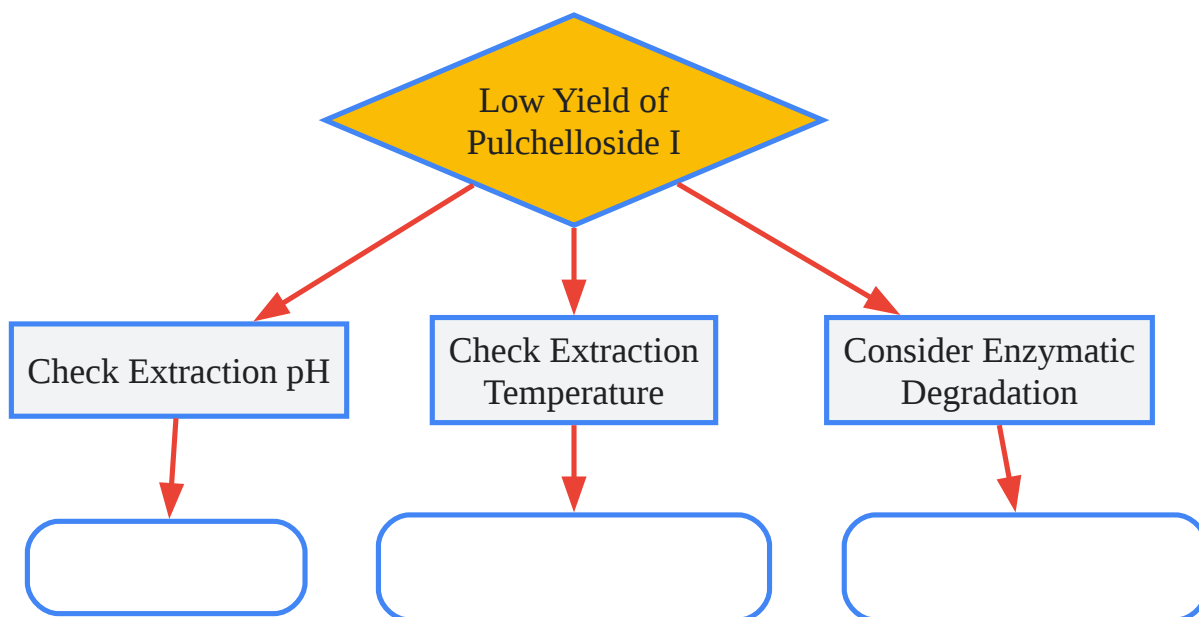 Low Yield of
Pulchelloside I
Check Extraction pH
Check Extraction
Temperature
Consider Enzymatic
Degradation